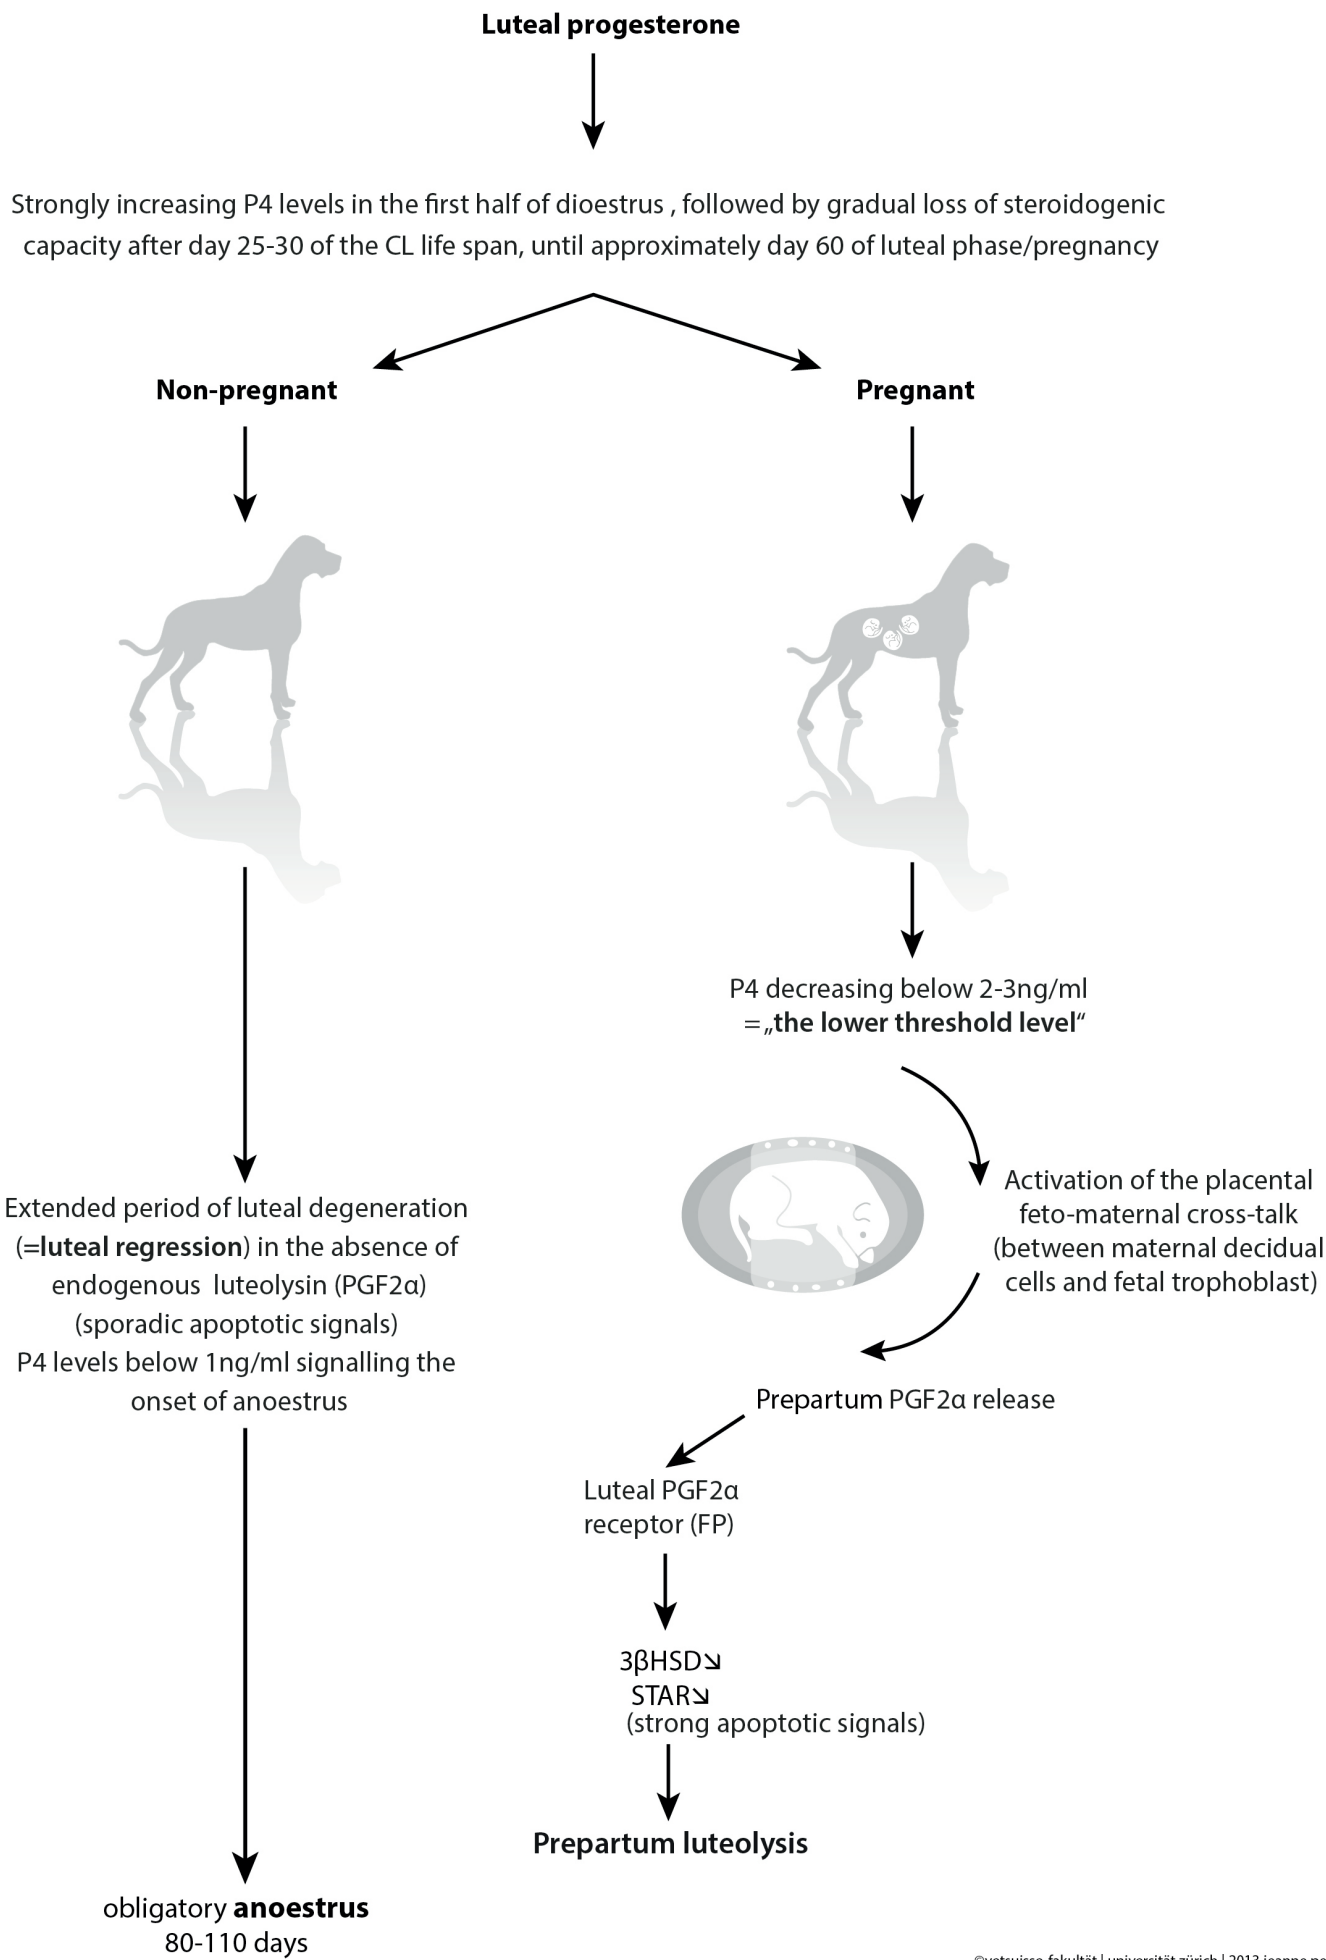 Luteal progesterone
Strongly increasing P4 levels in the first half of dioestrus , followed by gradual loss of steroidogenic
capacity after day 25-30 of the CL life span, until approximately day 60 of luteal phase/pregnancy
Non-pregnant
Pregnant
P4 decreasing below 2-3ng/ml
=„the lower threshold level“
Activation of the placental
feto-maternal cross-talk
(between maternal decidual
cells and fetal trophoblast)
Extended period of luteal degeneration
(=luteal regression) in the absence of
endogenous luteolysin (PGF2α)
(sporadic apoptotic signals)
P4 levels below 1ng/ml signalling the
onset of anoestrus
Prepartum PGF2α release
Luteal PGF2α
receptor (FP)
3βHSD⇘
STAR⇘
(strong apoptotic signals)
Prepartum luteolysis
obligatory anoestrus
80-110 days